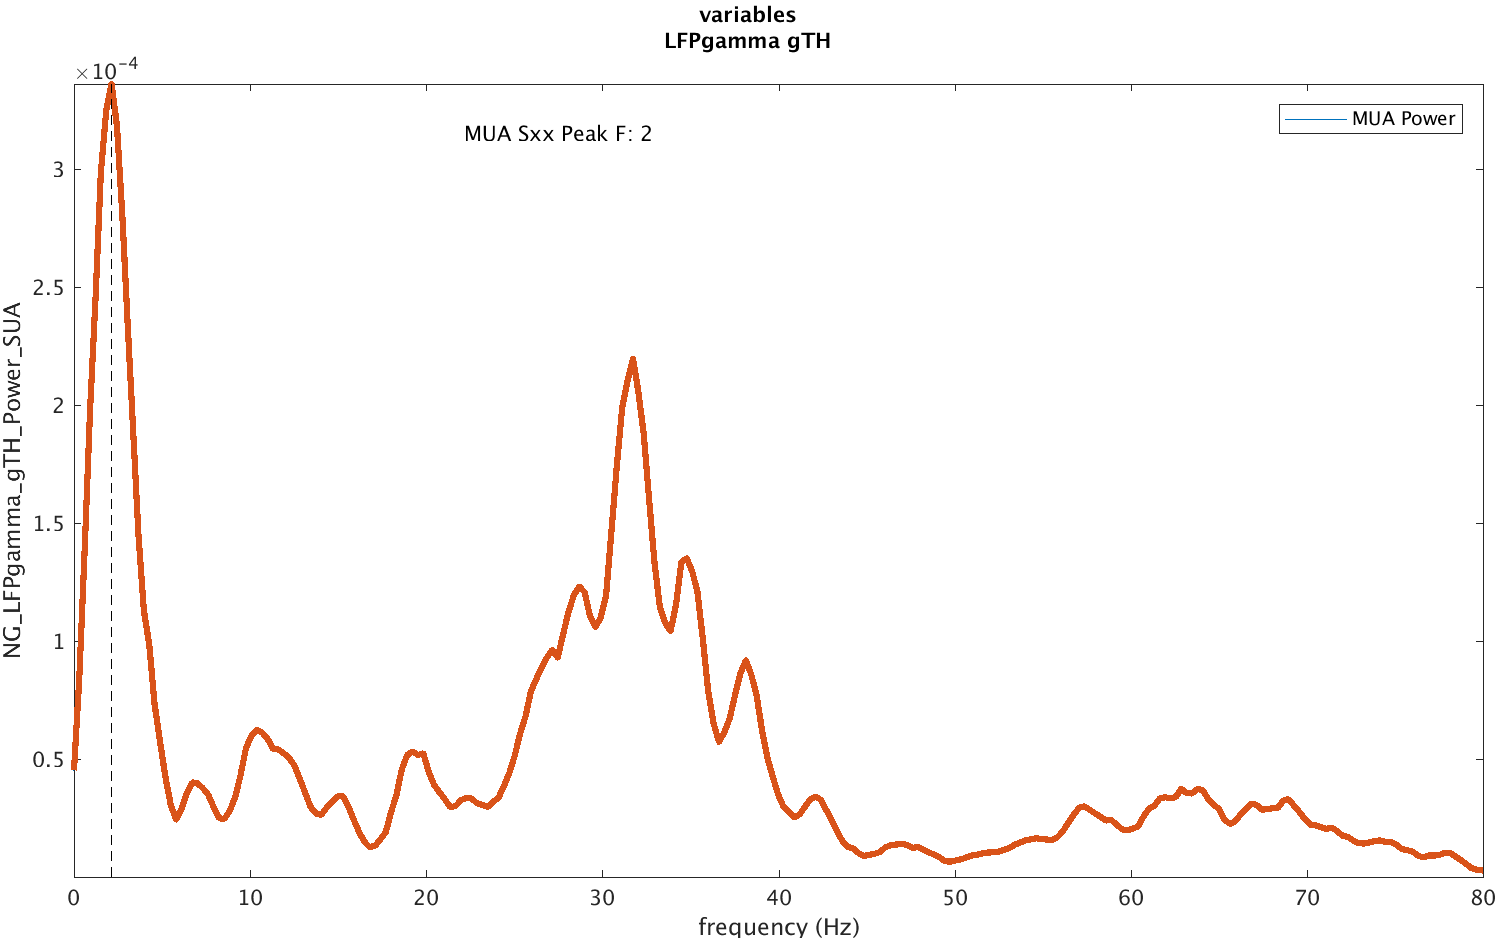 variables
LFPgamma gTH
×10⁻⁴
MUA Sxx Peak F: 2
MUA Power
3
2.5
2
1.5
1
0.5
NG_LFPgamma_gTH_Power_SUA
0 10 20 30 40 50 60 70 80
frequency (Hz)